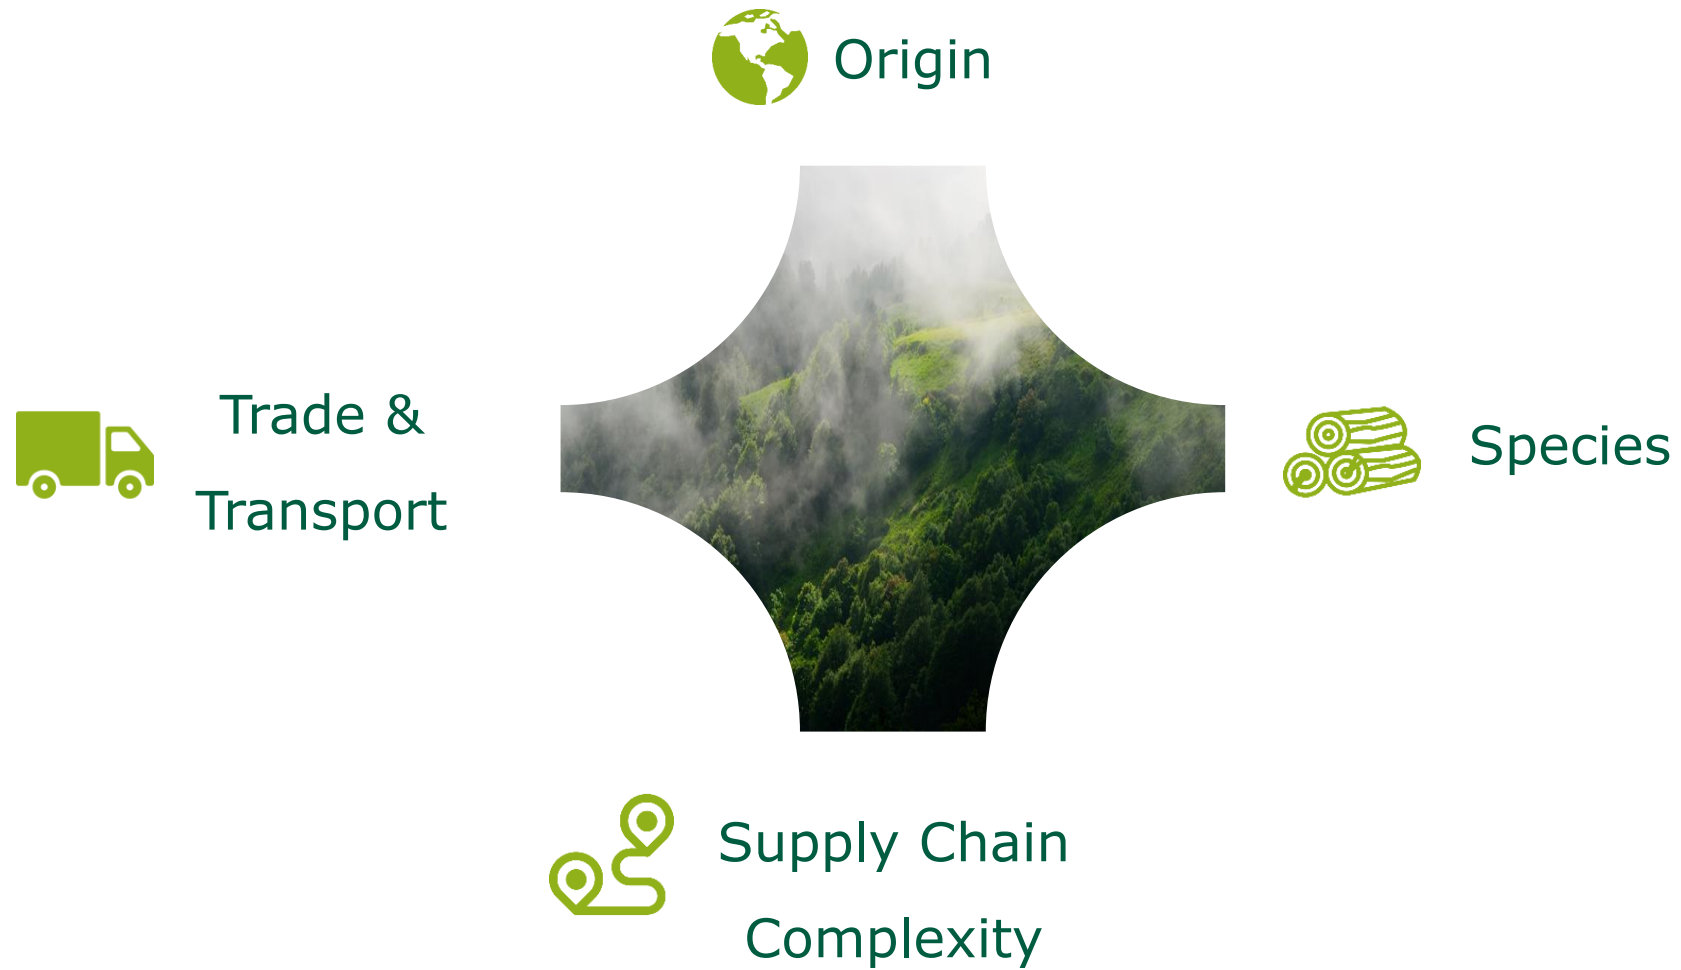 Origin
Trade &
Transport
Species
Supply Chain
Complexity